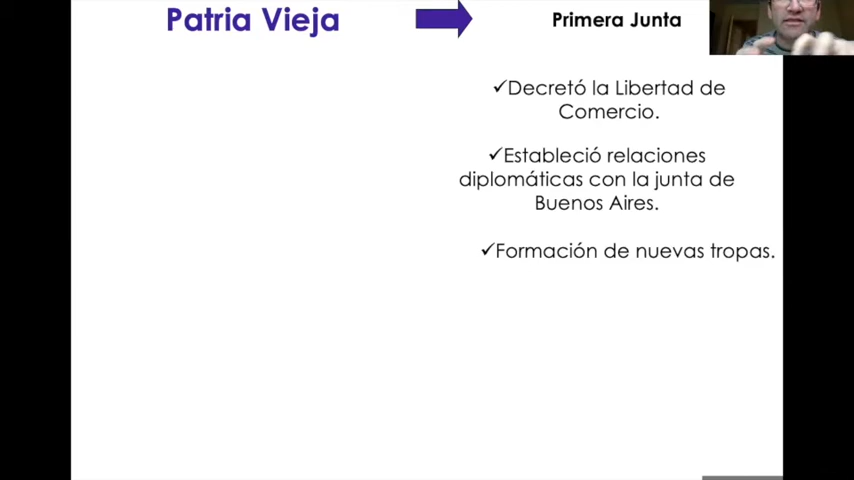 Patria Vieja
Primera Junta
✓Decretó la Libertad de
Comercio.
✓Estableció relaciones
diplomáticas con la junta de
Buenos Aires.
✓Formación de nuevas tropas.